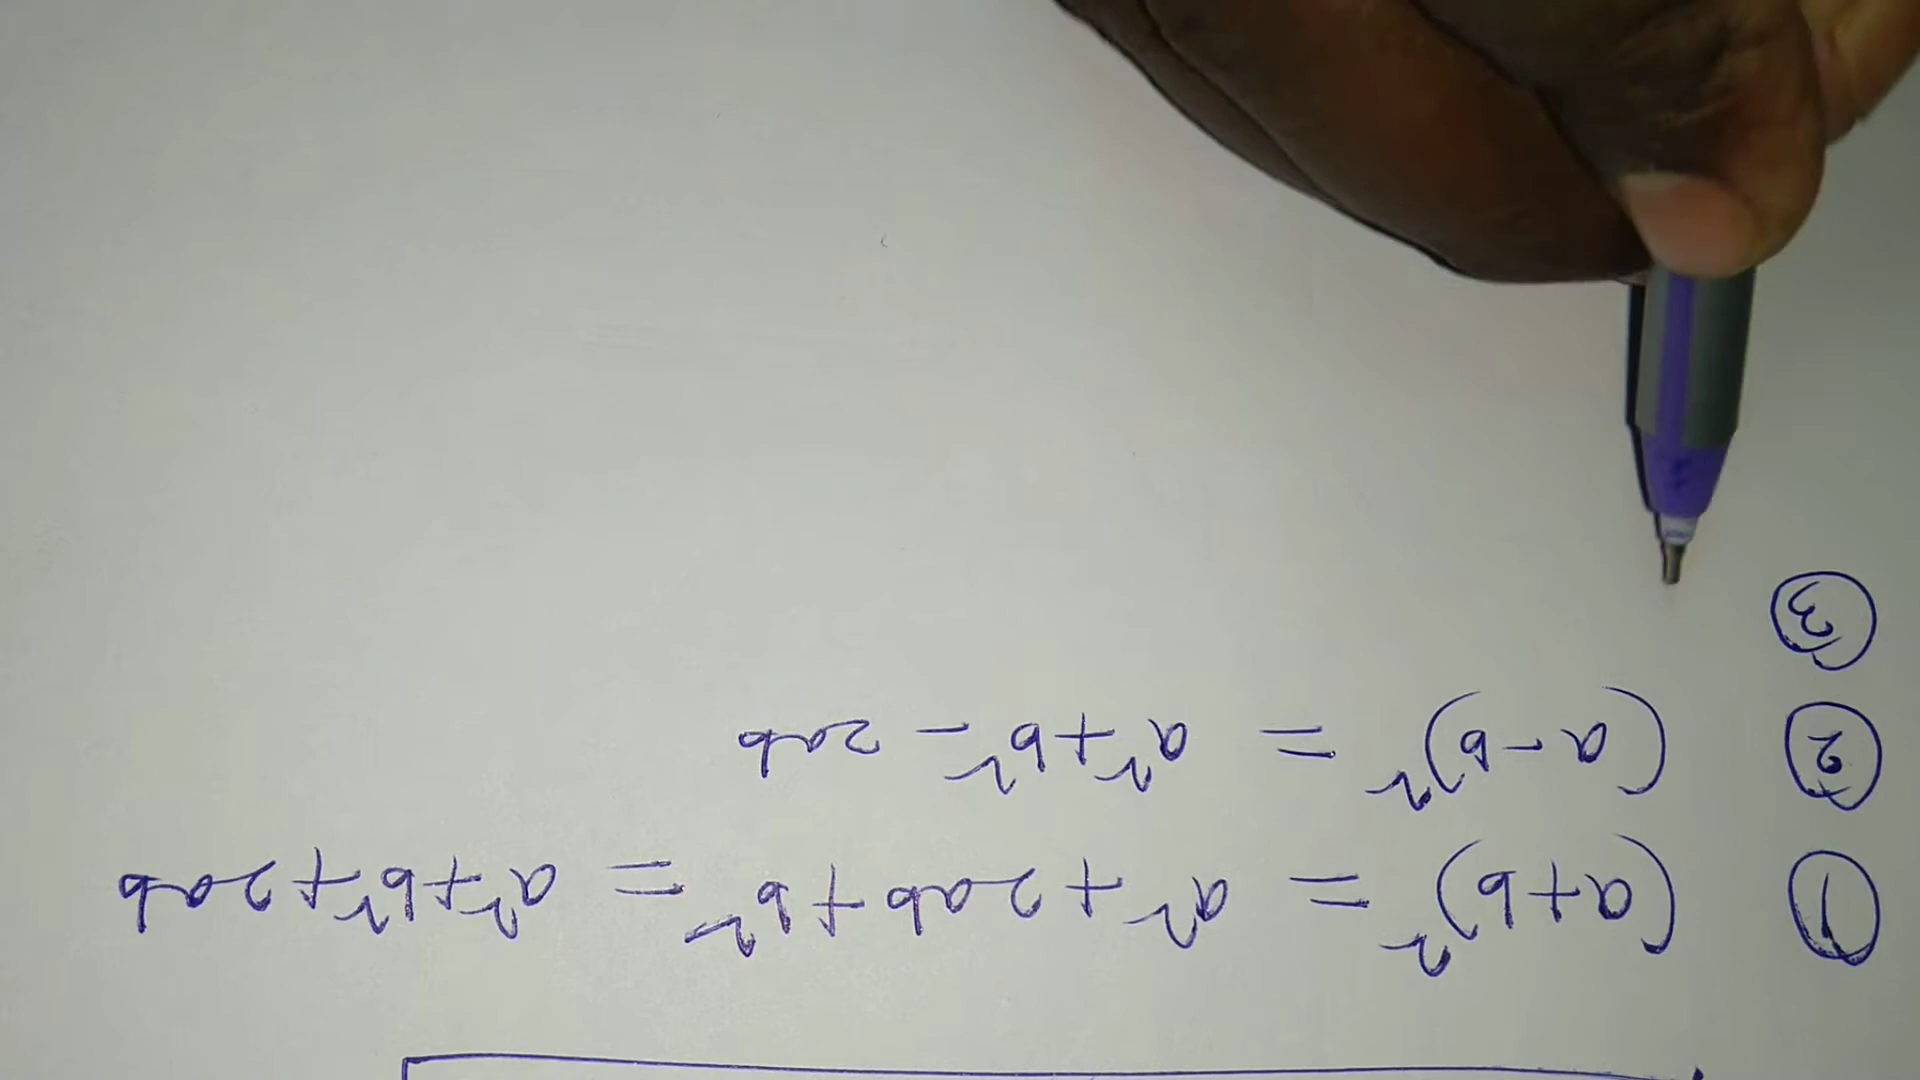 ① (a+b)² = a²+2ab+b² = a²+b²+2ab
② (a-b)² = a²+b²-2ab
③